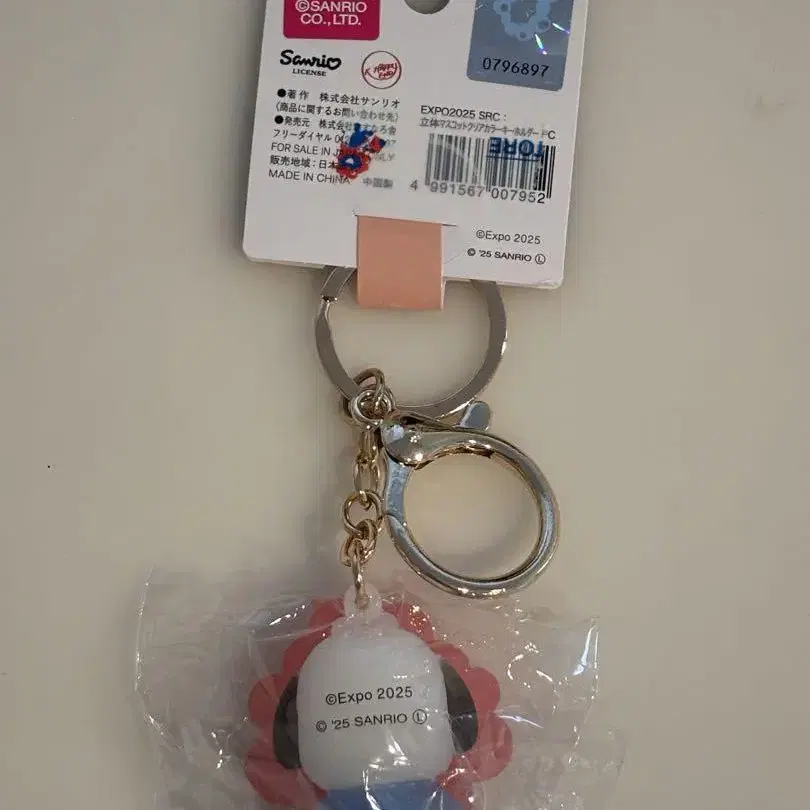 ©SANRIO
CO., LTD.
Sanrio
LICENSE
HAPPY
0796897
●著作 株式会社サンリオ
(商品に関するお問い合わせ先)
●発売元 株式会社
フリーダイヤル
FOR SALE IN
販売地域:日本
MADE IN CHINA 中国製
EXPO2025 SRC:
立体マスコットクリアカラーキーホルダー PC
TORE
4 991567 007952
©Expo 2025
© '25 SANRIO Ⓛ
©Expo 2025
© '25 SANRIO Ⓛ